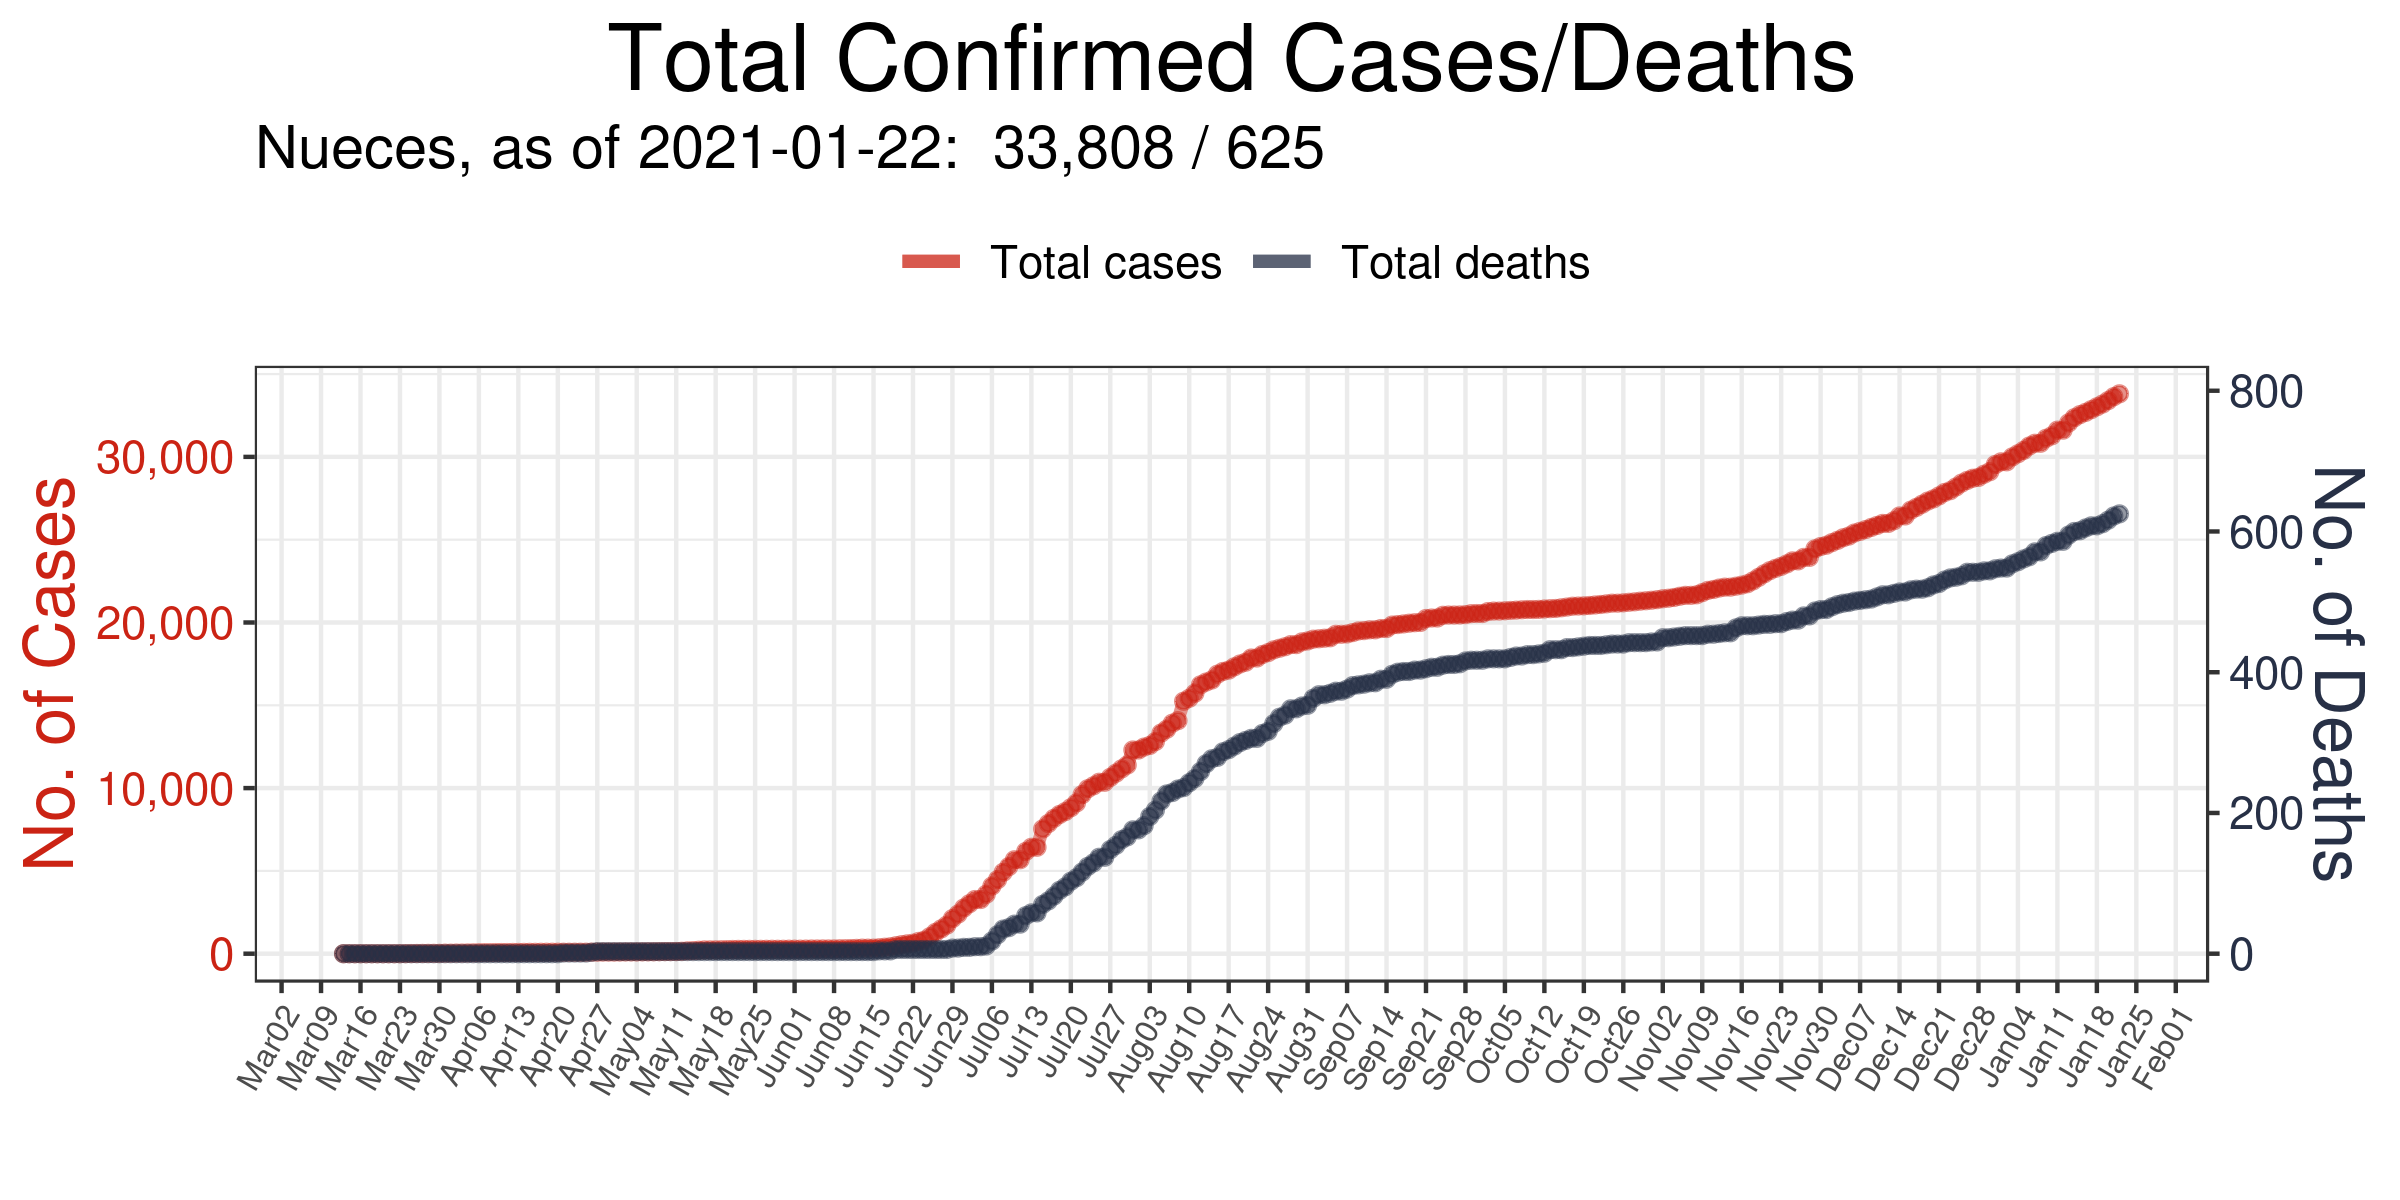 Total Confirmed Cases/Deaths
Nueces, as of 2021-01-22:  33,808 / 625
Total cases
Total deaths
No. of Cases
30,000
20,000
10,000
0
800
600
400
200
0
No. of Deaths
Mar02
Mar09
Mar16
Mar23
Mar30
Apr06
Apr13
Apr20
Apr27
May04
May11
May18
May25
Jun01
Jun08
Jun15
Jun22
Jun29
Jul06
Jul13
Jul20
Jul27
Aug03
Aug10
Aug17
Aug24
Aug31
Sep07
Sep14
Sep21
Sep28
Oct05
Oct12
Oct19
Oct26
Nov02
Nov09
Nov16
Nov23
Nov30
Dec07
Dec14
Dec21
Dec28
Jan04
Jan11
Jan18
Jan25
Feb01